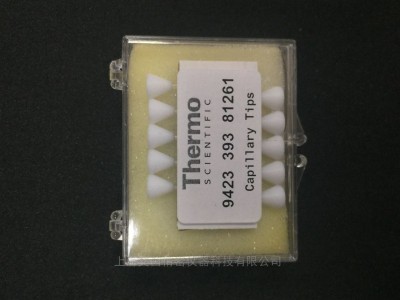 Thermo
SCIENTIFIC
9423 393 81261
Capillary Tips